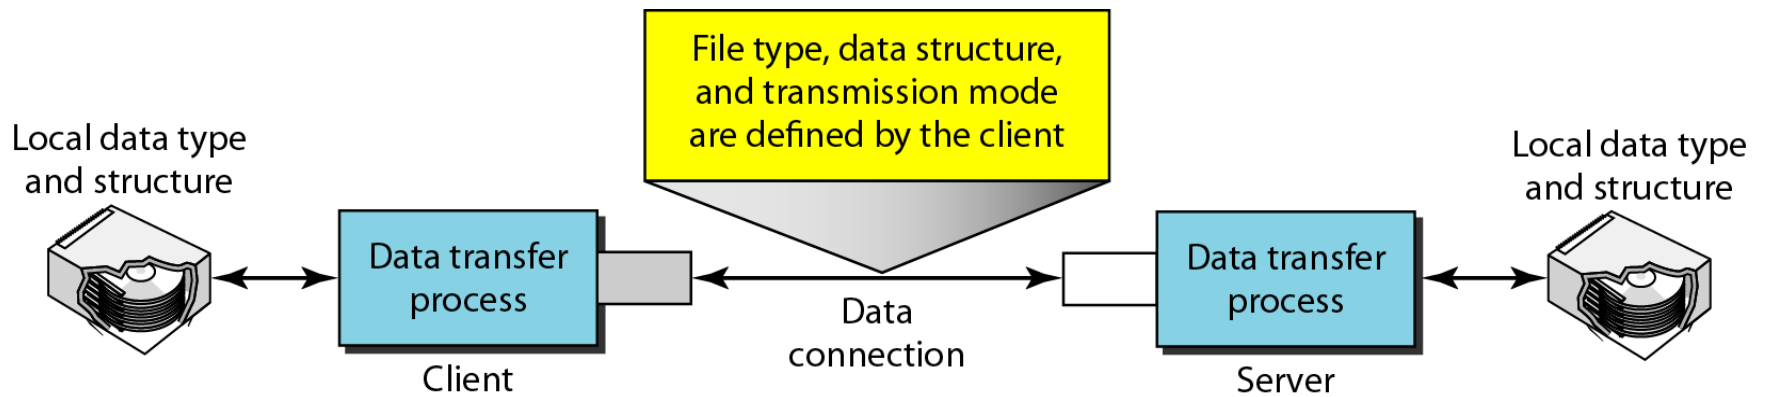 File type, data structure,
and transmission mode
are defined by the client
Local data type
and structure
Local data type
and structure
Data transfer
process
Data transfer
process
Data
connection
Client
Server